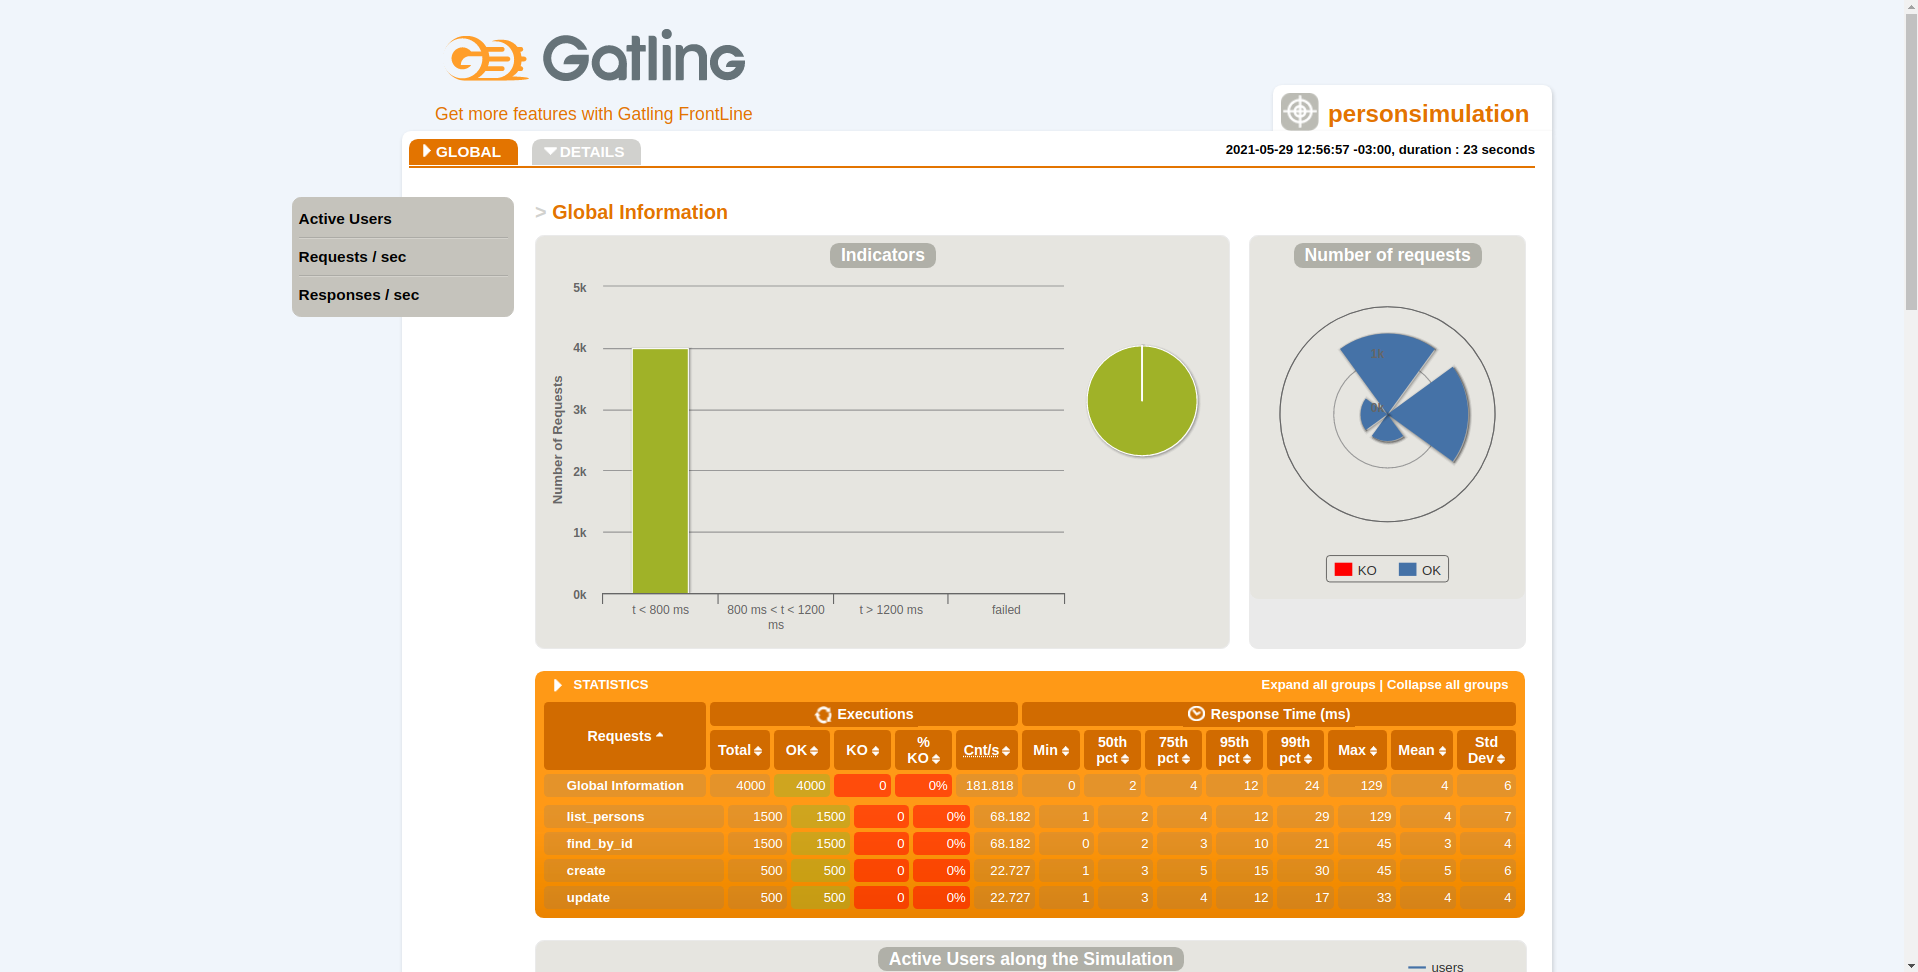 Gatling
Get more features with Gatling FrontLine
personsimulation
GLOBAL DETAILS
2021-05-29 12:56:57 -03:00, duration : 23 seconds
Active Users
Requests / sec
Responses / sec
> Global Information
Indicators
Number of Requests
5k
4k
3k
2k
1k
0k
t < 800 ms
800 ms < t < 1200
ms
t > 1200 ms
failed
Number of requests
1k
0k
KO OK
STATISTICS
Expand all groups | Collapse all groups
Requests Executions Response Time (ms)
Total OK KO % KO Cnt/s Min 50th pct 75th pct 95th pct 99th pct Max Mean Std Dev
Global Information 4000 4000 0 0% 181.818 0 2 4 12 24 129 4 6
list_persons 1500 1500 0 0% 68.182 1 2 4 12 29 129 4 7
find_by_id 1500 1500 0 0% 68.182 0 2 3 10 21 45 3 4
create 500 500 0 0% 22.727 1 3 5 15 30 45 5 6
update 500 500 0 0% 22.727 1 3 4 12 17 33 4 4
Active Users along the Simulation
users